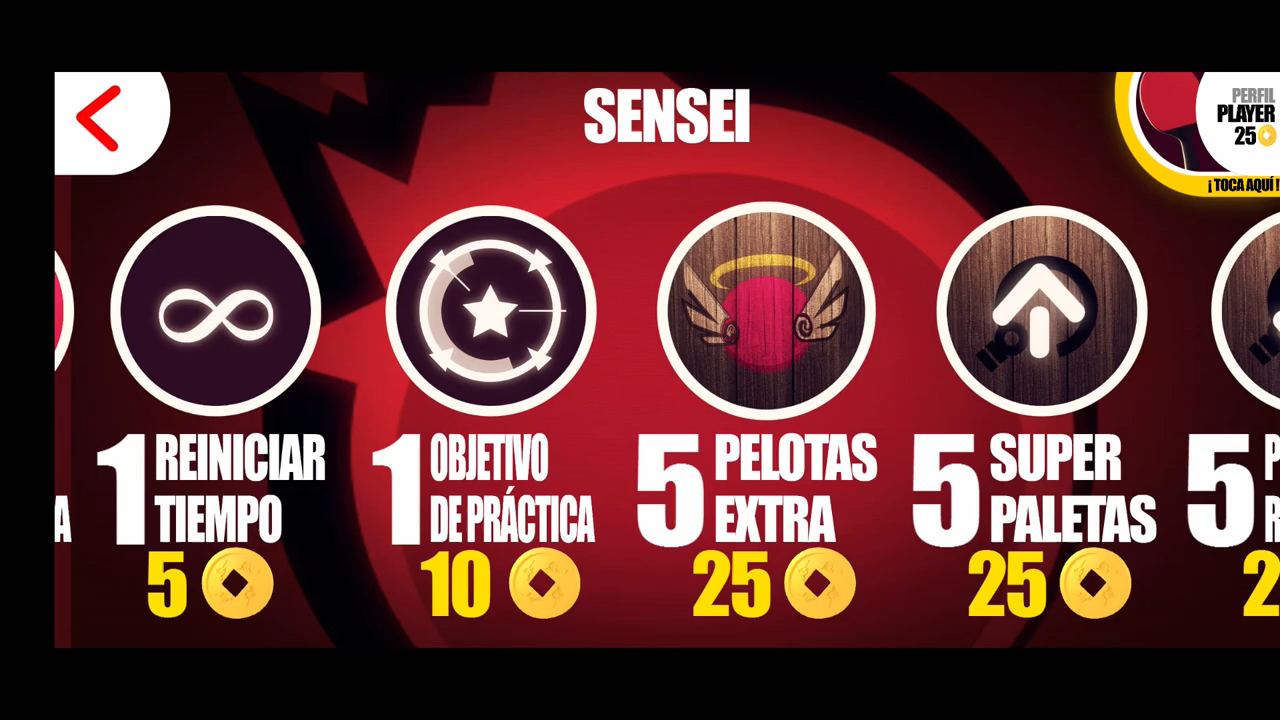 SENSEI
PERFIL
PLAYER
25
¡TOCA AQUÍ!
A
1 REINICIAR
TIEMPO
5
1 OBJETIVO
DE PRÁCTICA
10
5 PELOTAS
EXTRA
25
5 SUPER
PALETAS
25
5
2